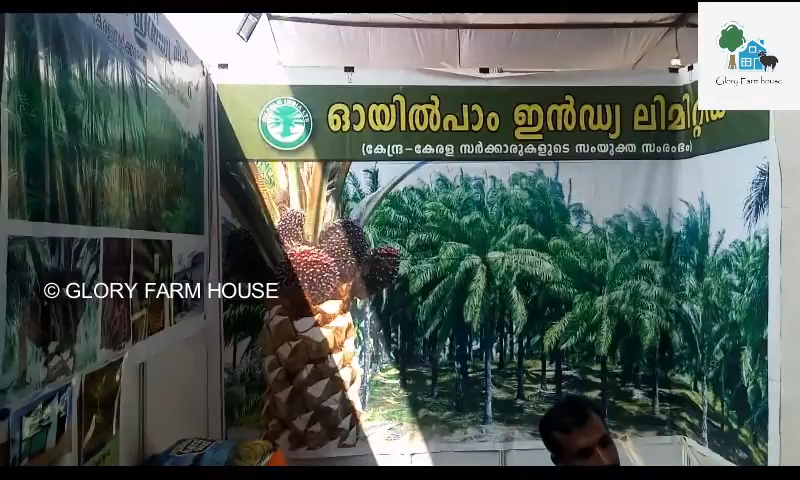 Glory Farm house
ഓയിൽപാം ഇൻഡ്യ ലിമിറ്റഡ്
(കേന്ദ്ര-കേരള സർക്കാരുകളുടെ സംയുക്ത സംരംഭം)
© GLORY FARM HOUSE